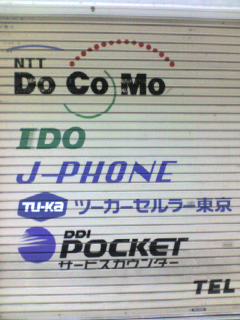 NTT
DoCoMo
IDO
J-PHONE
TU-KA ツーカーセルラー東京
DDI
POCKET
サービスカウンター
TEL